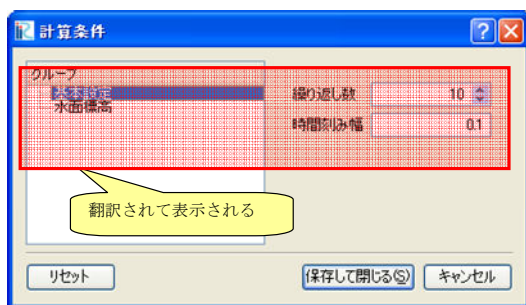 計算条件
グループ
基本設定
水面標高
繰り返し数 10
時間刻み幅 0.1
翻訳されて表示される
リセット
保存して閉じる(S)
キャンセル